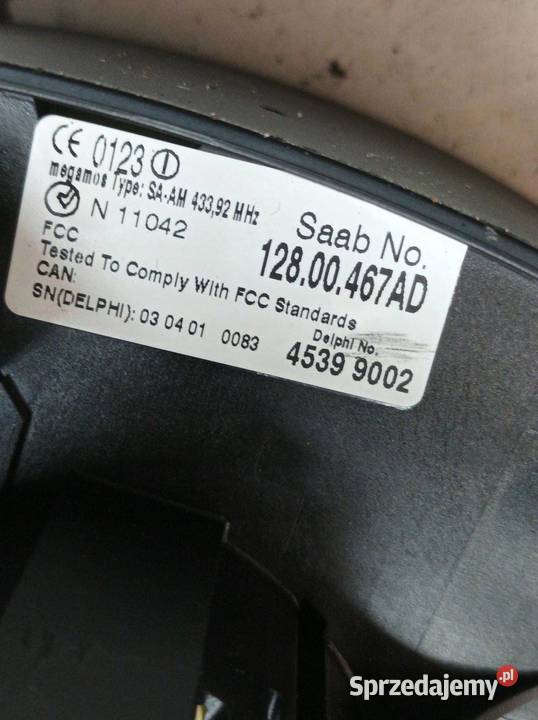 CE 0123
megamos Type: SA-AM 433,92 MHz
N 11042
Saab No.
128.00.467AD
FCC
Tested To Comply With FCC Standards
CAN:
SN(DELPHI): 03 04 01 0083
Delphi No.
4539 9002
Sprzedajemy.pl